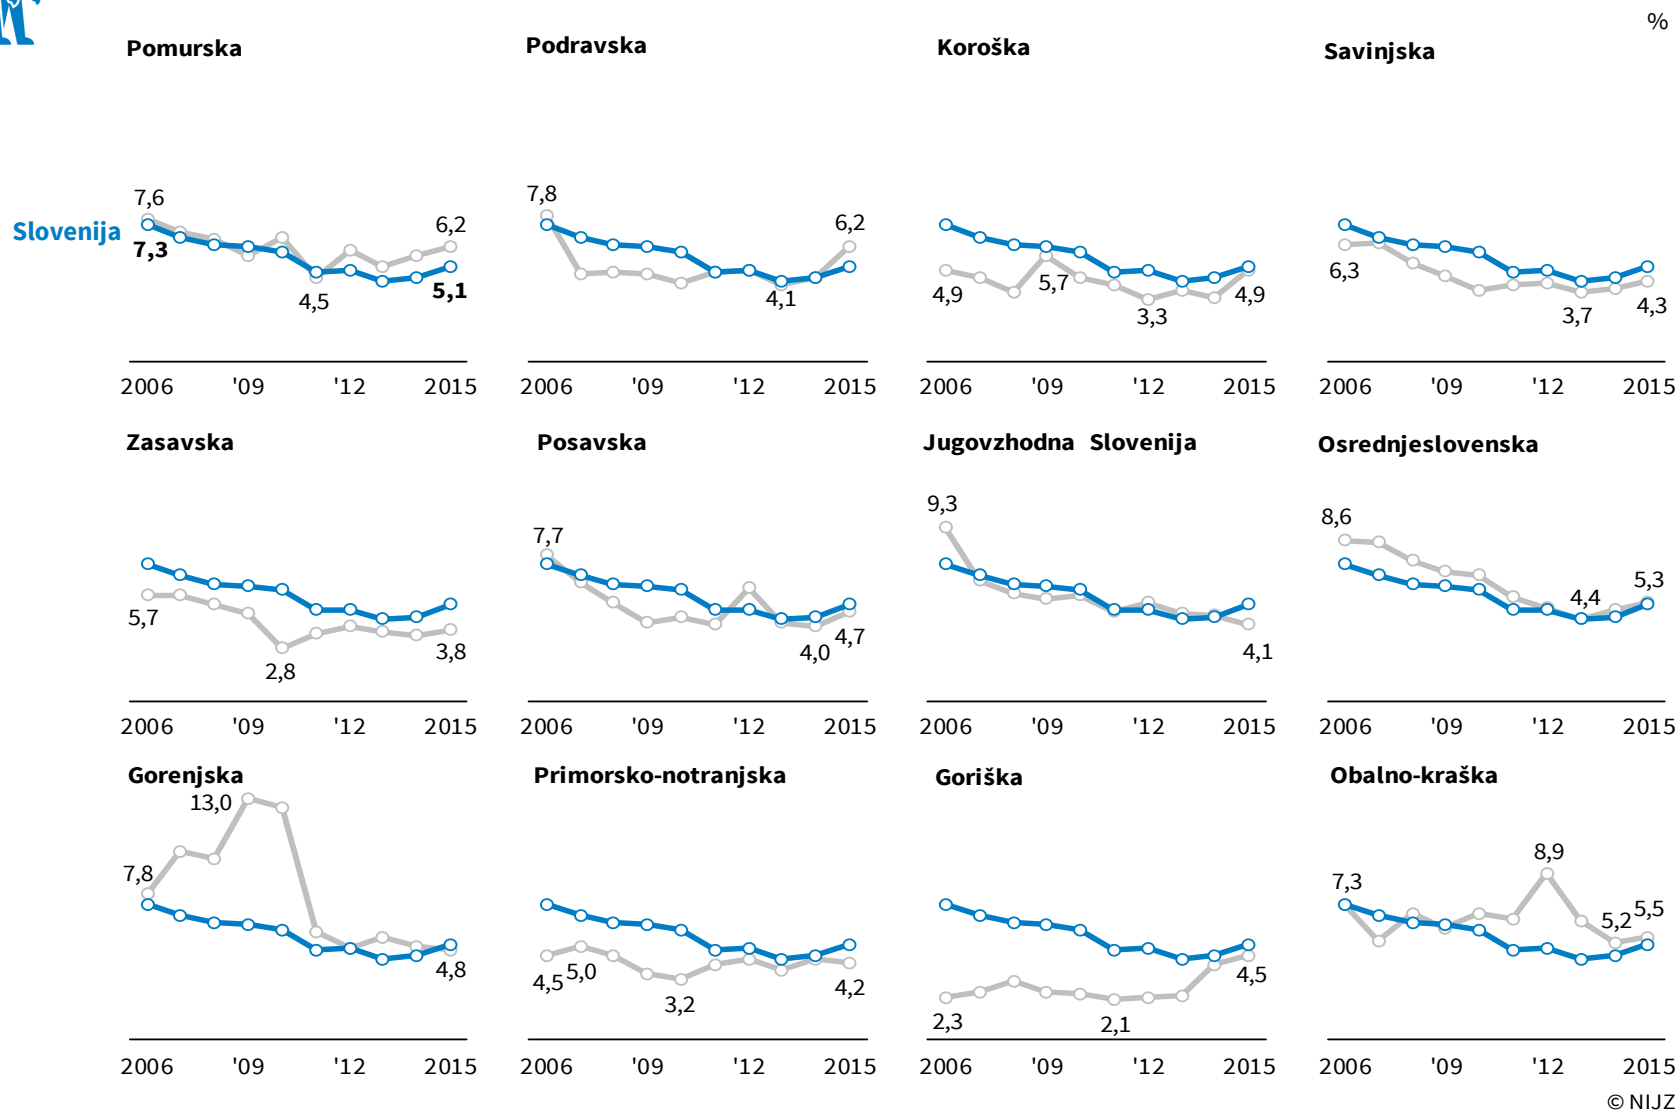 %
Pomurska
Podravska
Koroška
Savinjska
Slovenija
7,6
7,3
4,5
6,2
5,1
7,8
4,1
6,2
4,9
5,7
3,3
4,9
6,3
3,7
4,3
2006 '09 '12 2015
2006 '09 '12 2015
2006 '09 '12 2015
2006 '09 '12 2015
Zasavska
Posavska
Jugovzhodna Slovenija
Osrednjeslovenska
5,7
2,8
3,8
7,7
4,0
4,7
9,3
4,1
8,6
4,4
5,3
2006 '09 '12 2015
2006 '09 '12 2015
2006 '09 '12 2015
2006 '09 '12 2015
Gorenjska
Primorsko-notranjska
Goriška
Obalno-kraška
7,8
13,0
4,8
4,5
5,0
3,2
4,2
2,3
2,1
4,5
7,3
8,9
5,2
5,5
2006 '09 '12 2015
2006 '09 '12 2015
2006 '09 '12 2015
2006 '09 '12 2015
© NIJZ